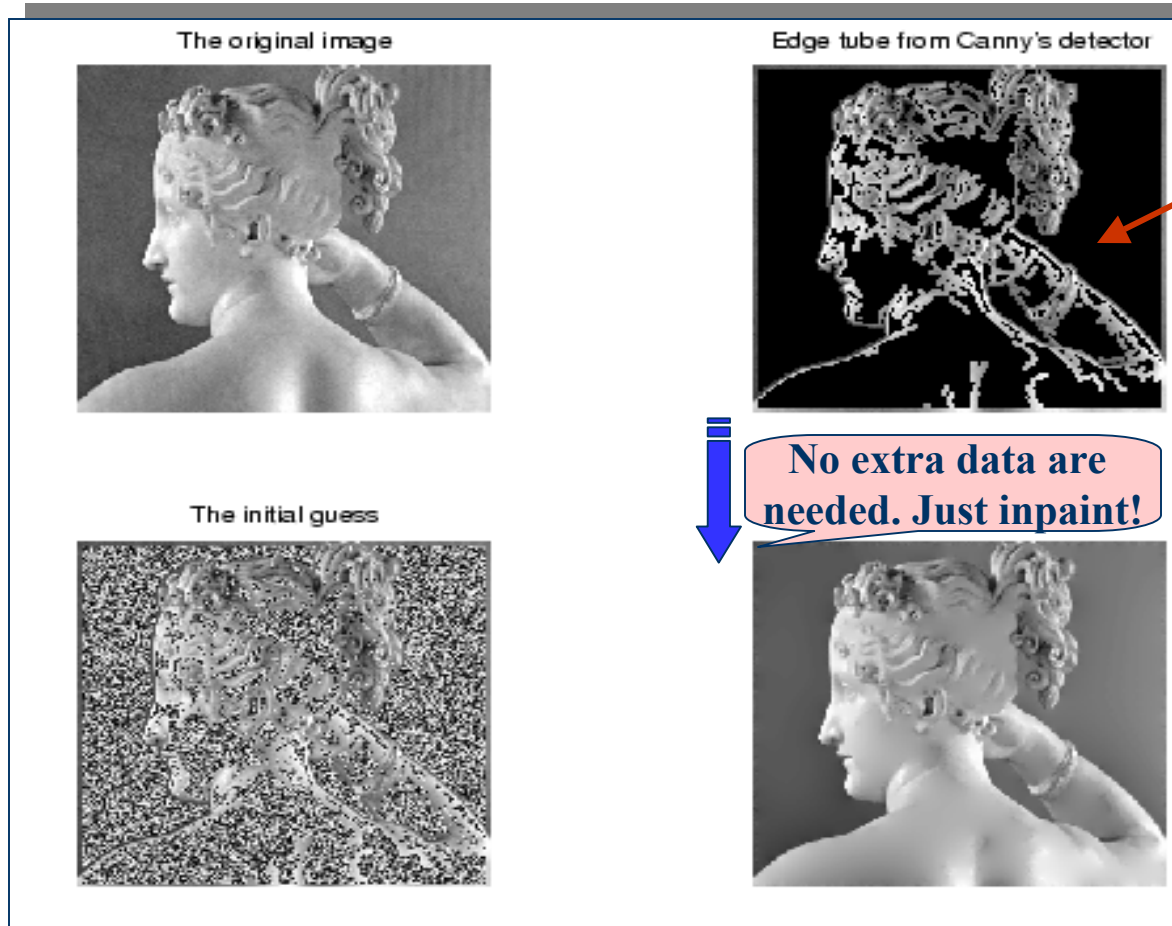 The original image
Edge tube from Canny's detector
No extra data are
needed. Just inpaint!
The initial guess